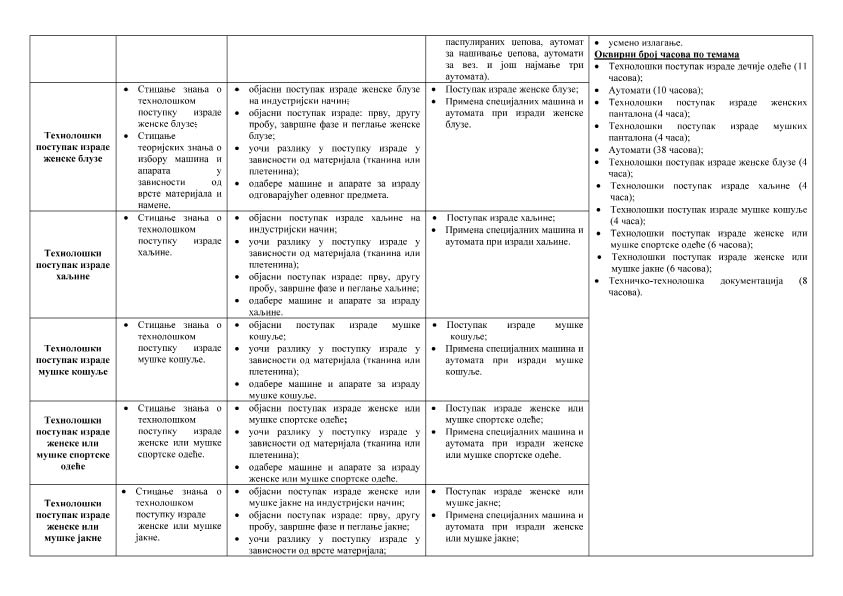 паспулираних џепова, аутомат
за нашивање џепова, аутомати
за вез. и још најмање три
аутомата).
• усмено излагање.
Оквирни број часова по темама
• Технолошки поступак израде дечије одеће (11
часова);
• Аутомати (10 часова);
• Технолошки поступак израде женских
панталона (4 часа);
• Технолошки поступак израде мушких
панталона (4 часа);
• Аутомати (38 часова);
• Технолошки поступак израде женске блузе (4
часа);
• Технолошки поступак израде хаљине (4
часа);
• Технолошки поступак израде мушке кошуље
(4 часа);
• Технолошки поступак израде женске или
мушке спортске одеће (6 часова);
• Технолошки поступак израде женске или
мушке јакне (6 часова);
• Техничко-технолошка документација (8
часова).
Технолошки
поступак израде
женске блузе
• Стицање знања о
технолошком
поступку израде
женске блузе;
• Стицање
теоријских знања о
избору машина и
апарата у
зависности од
врсте материјала и
намене.
• објасни поступак израде женске блузе
на индустријски начин;
• објасни поступак израде: прву, другу
пробу, завршне фазе и пеглање женске
блузе;
• уочи разлику у поступку израде у
зависности од материјала (тканина или
плетенина);
• одабере машине и апарате за израду
одговарајућег одевног предмета.
• Поступак израде женске блузе;
• Примена специјалних машина и
аутомата при изради женске
блузе.
Технолошки
поступак израде
хаљине
• Стицање знања о
технолошком
поступку израде
хаљине.
• објасни поступак израде хаљине на
индустријски начин;
• уочи разлику у поступку израде у
зависности од материјала (тканина или
плетенина);
• објасни поступак израде: прву, другу
пробу, завршне фазе и пеглање хаљине;
• одабере машине и апарате за израду
хаљине.
• Поступак израде хаљине;
• Примена специјалних машина и
аутомата при изради хаљине.
Технолошки
поступак израде
мушке кошуље
• Стицање знања о
технолошком
поступку израде
мушке кошуље.
• објасни поступак израде мушке
кошуље;
• уочи разлику у поступку израде у
зависности од материјала (тканина или
плетенина);
• одабере машине и апарате за израду
мушке кошуље.
• Поступак израде мушке
кошуље;
• Примена специјалних машина и
аутомата при изради мушке
кошуље.
Технолошки
поступак израде
женске или
мушке спортске
одеће
• Стицање знања о
технолошком
поступку израде
женске или мушке
спортске одеће.
• објасни поступак израде женске или
мушке спортске одеће;
• уочи разлику у поступку израде у
зависности од материјала (тканина или
плетенина);
• одабере машине и апарате за израду
женске или мушке спортске одеће.
• Поступак израде женске или
мушке спортске одеће;
• Примена специјалних машина и
аутомата при изради женске
или мушке спортске одеће.
Технолошки
поступак израде
женске или
мушке јакне
• Стицање знања о
технолошком
поступку израде
женске или мушке
јакне.
• објасни поступак израде женске или
мушке јакне на индустријски начин;
• објасни поступак израде: прву, другу
пробу, завршне фазе и пеглање јакне;
• уочи разлику у поступку израде у
зависности од врсте материјала;
• Поступак израде женске или
мушке јакне;
• Примена специјалних машина и
аутомата при изради женске
или мушке јакне;